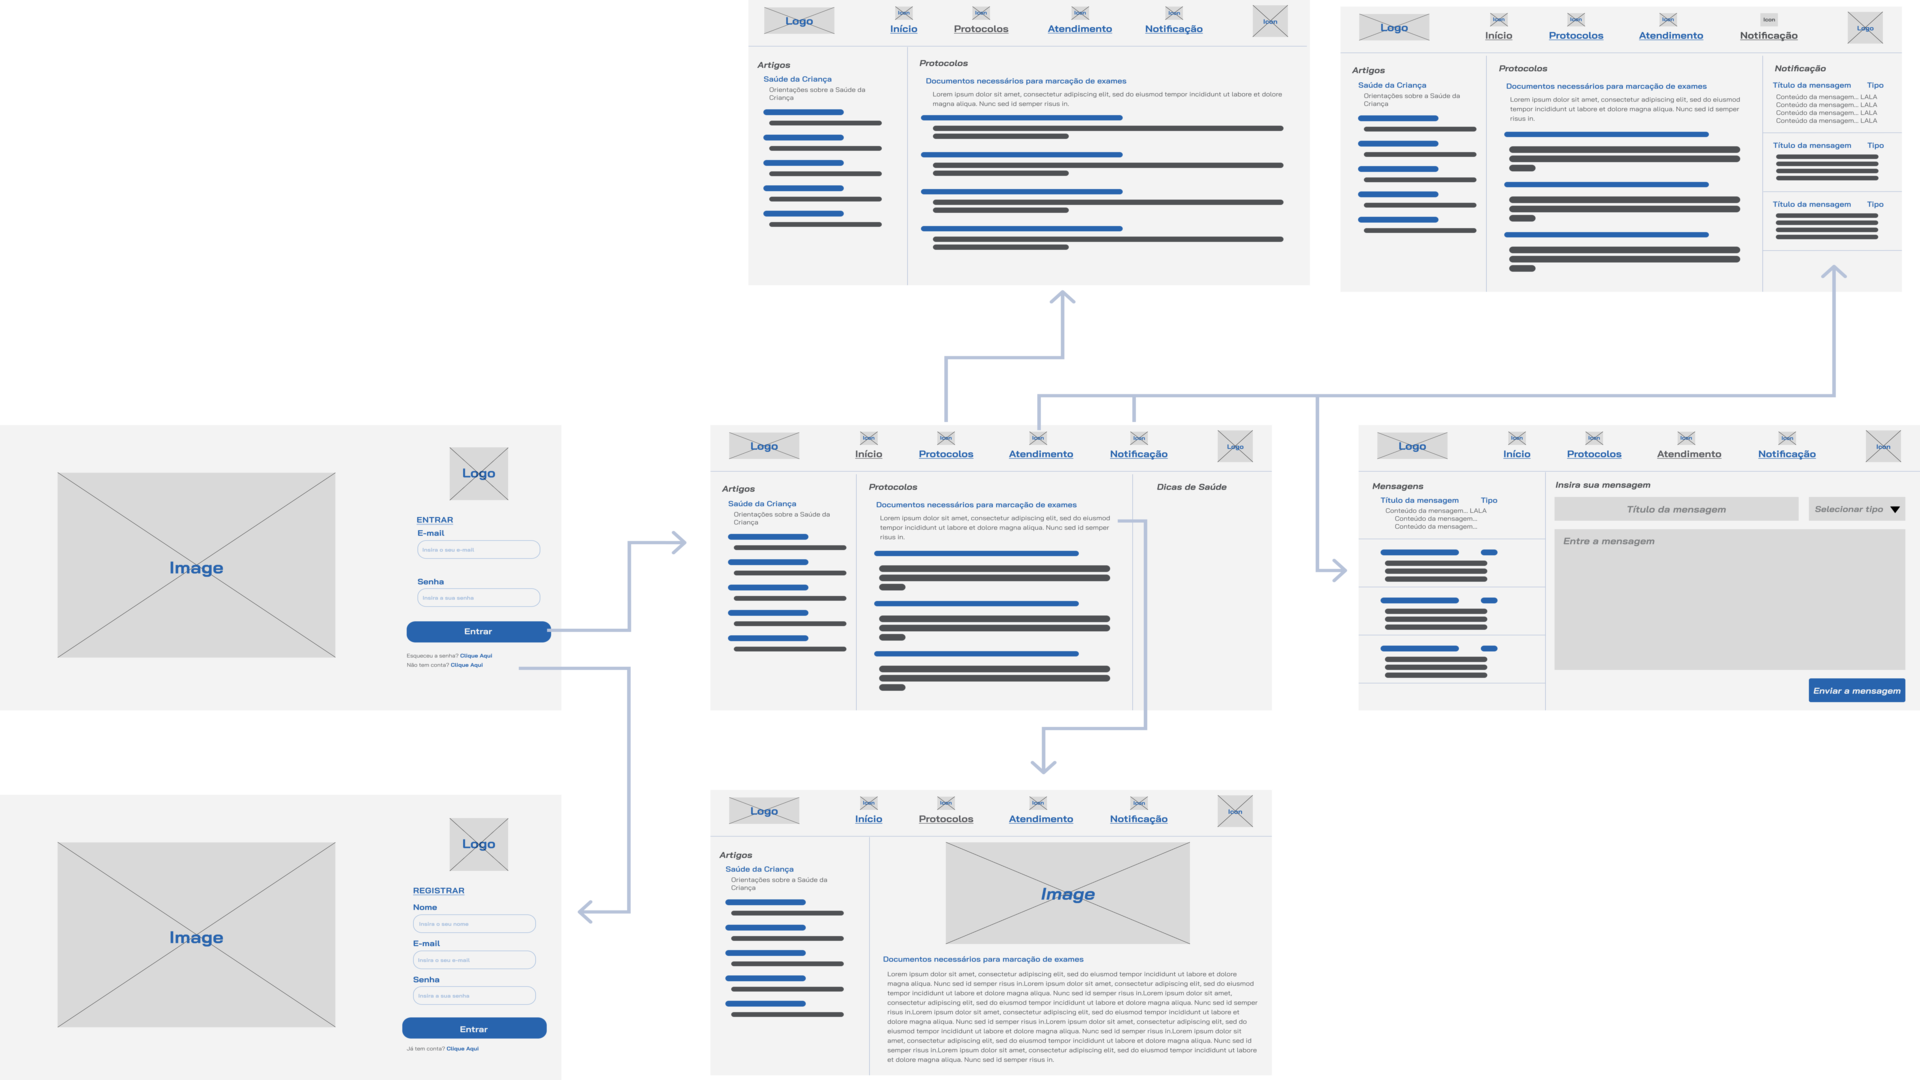 Logo
Icon
Icon
Icon
Icon
Icon
Início
Protocolos
Atendimento
Notificação
Artigos
Saúde da Criança
Orientações sobre a Saúde da
Criança
Protocolos
Documentos necessários para marcação de exames
Lorem ipsum dolor sit amet, consectetur adipiscing elit, sed do eiusmod tempor incididunt ut labore et dolore
magna aliqua. Nunc sed id semper risus in.
Logo
Icon
Icon
Icon
Icon
Logo
Início
Protocolos
Atendimento
Notificação
Artigos
Saúde da Criança
Orientações sobre a Saúde da
Criança
Protocolos
Documentos necessários para marcação de exames
Lorem ipsum dolor sit amet, consectetur adipiscing elit, sed do eiusmod
tempor incididunt ut labore et dolore magna aliqua. Nunc sed id semper
risus in.
Notificação
Título da mensagem Tipo
Conteúdo da mensagem... LALA
Conteúdo da mensagem... LALA
Conteúdo da mensagem... LALA
Conteúdo da mensagem... LALA
Título da mensagem Tipo
Título da mensagem Tipo
Image
Logo
ENTRAR
E-mail
Insira o seu e-mail
Senha
Insira a sua senha
Entrar
Esqueceu a senha? Clique Aqui
Não tem conta? Clique Aqui
Logo
Icon
Icon
Icon
Icon
Logo
Início
Protocolos
Atendimento
Notificação
Artigos
Saúde da Criança
Orientações sobre a Saúde da
Criança
Protocolos
Documentos necessários para marcação de exames
Lorem ipsum dolor sit amet, consectetur adipiscing elit, sed do eiusmod
tempor incididunt ut labore et dolore magna aliqua. Nunc sed id semper
risus in.
Dicas de Saúde
Logo
Icon
Icon
Icon
Icon
Icon
Início
Protocolos
Atendimento
Notificação
Mensagens
Título da mensagem Tipo
Conteúdo da mensagem... LALA
Conteúdo da mensagem...
Conteúdo da mensagem...
Insira sua mensagem
Título da mensagem
Selecionar tipo
Entre a mensagem
Enviar a mensagem
Image
Logo
REGISTRAR
Nome
Insira o seu nome
E-mail
Insira o seu e-mail
Senha
Insira a sua senha
Entrar
Já tem conta? Clique Aqui
Logo
Icon
Icon
Icon
Icon
Icon
Início
Protocolos
Atendimento
Notificação
Artigos
Saúde da Criança
Orientações sobre a Saúde da
Criança
Image
Documentos necessários para marcação de exames
Lorem ipsum dolor sit amet, consectetur adipiscing elit, sed do eiusmod tempor incididunt ut labore et dolore
magna aliqua. Nunc sed id semper risus in.Lorem ipsum dolor sit amet, consectetur adipiscing elit, sed do eiusmod
tempor incididunt ut labore et dolore magna aliqua. Nunc sed id semper risus in.Lorem ipsum dolor sit amet,
consectetur adipiscing elit, sed do eiusmod tempor incididunt ut labore et dolore magna aliqua. Nunc sed id semper
risus in.Lorem ipsum dolor sit amet, consectetur adipiscing elit, sed do eiusmod tempor incididunt ut labore et
dolore magna aliqua. Nunc sed id semper risus in.Lorem ipsum dolor sit amet, consectetur adipiscing elit, sed do
eiusmod tempor incididunt ut labore et dolore magna aliqua. Nunc sed id semper risus in.Lorem ipsum dolor sit
amet, consectetur adipiscing elit, sed do eiusmod tempor incididunt ut labore et dolore magna aliqua. Nunc sed id
semper risus in.Lorem ipsum dolor sit amet, consectetur adipiscing elit, sed do eiusmod tempor incididunt ut labore
et dolore magna aliqua. Nunc sed id semper risus in.